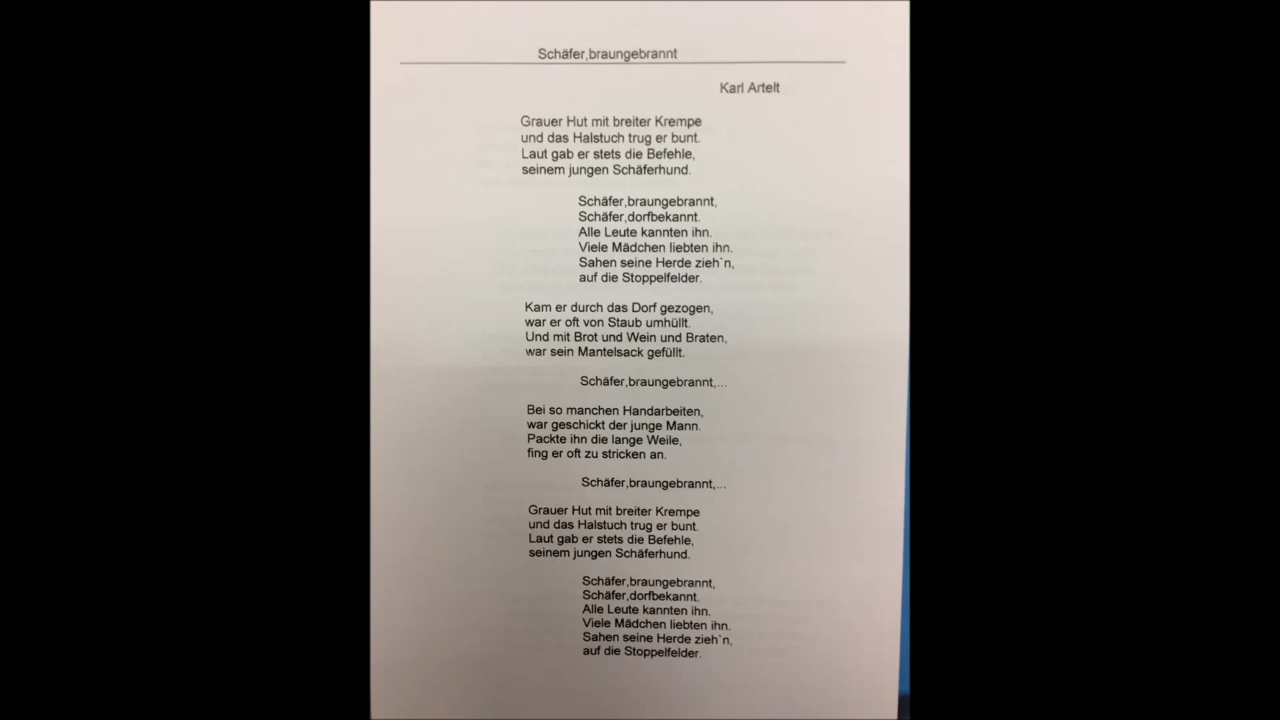 Schäfer,braungebrannt
Karl Artelt
Grauer Hut mit breiter Krempe
und das Halstuch trug er bunt.
Laut gab er stets die Befehle,
seinem jungen Schäferhund.
Schäfer,braungebrannt,
Schäfer,dorfbekannt.
Alle Leute kannten ihn.
Viele Mädchen liebten ihn.
Sahen seine Herde zieh`n,
auf die Stoppelfelder.
Kam er durch das Dorf gezogen,
war er oft von Staub umhüllt.
Und mit Brot und Wein und Braten,
war sein Mantelsack gefüllt.
Schäfer,braungebrannt,...
Bei so manchen Handarbeiten,
war geschickt der junge Mann.
Packte ihn die lange Weile,
fing er oft zu stricken an.
Schäfer,braungebrannt,...
Grauer Hut mit breiter Krempe
und das Halstuch trug er bunt.
Laut gab er stets die Befehle,
seinem jungen Schäferhund.
Schäfer,braungebrannt,
Schäfer,dorfbekannt.
Alle Leute kannten ihn.
Viele Mädchen liebten ihn.
Sahen seine Herde zieh`n,
auf die Stoppelfelder.